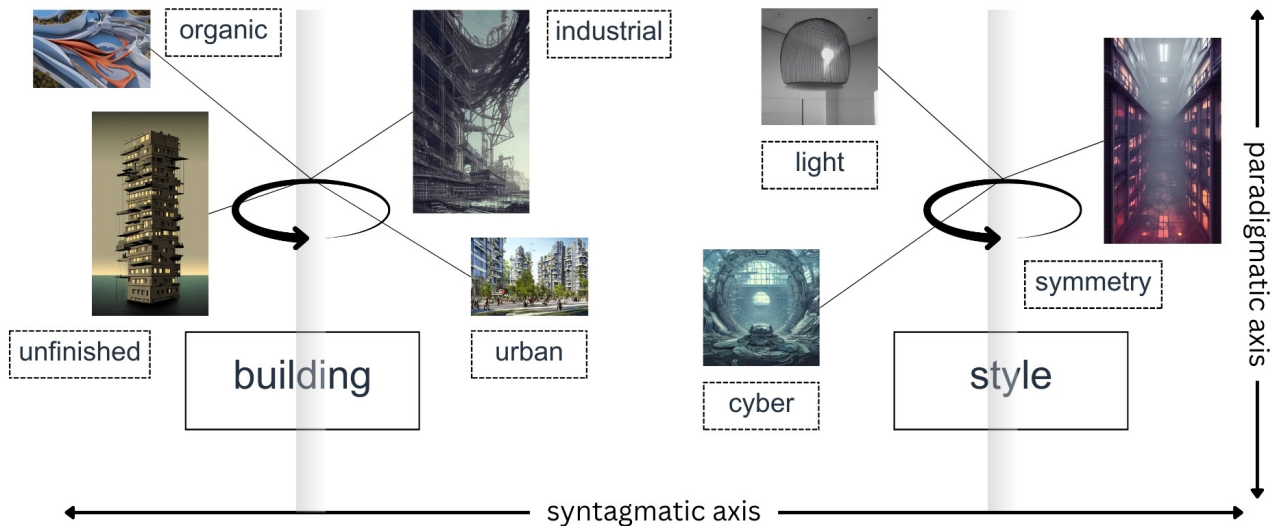 organic
industrial
light
unfinished
building
urban
cyber
style
symmetry
paradigmatic axis
syntagmatic axis